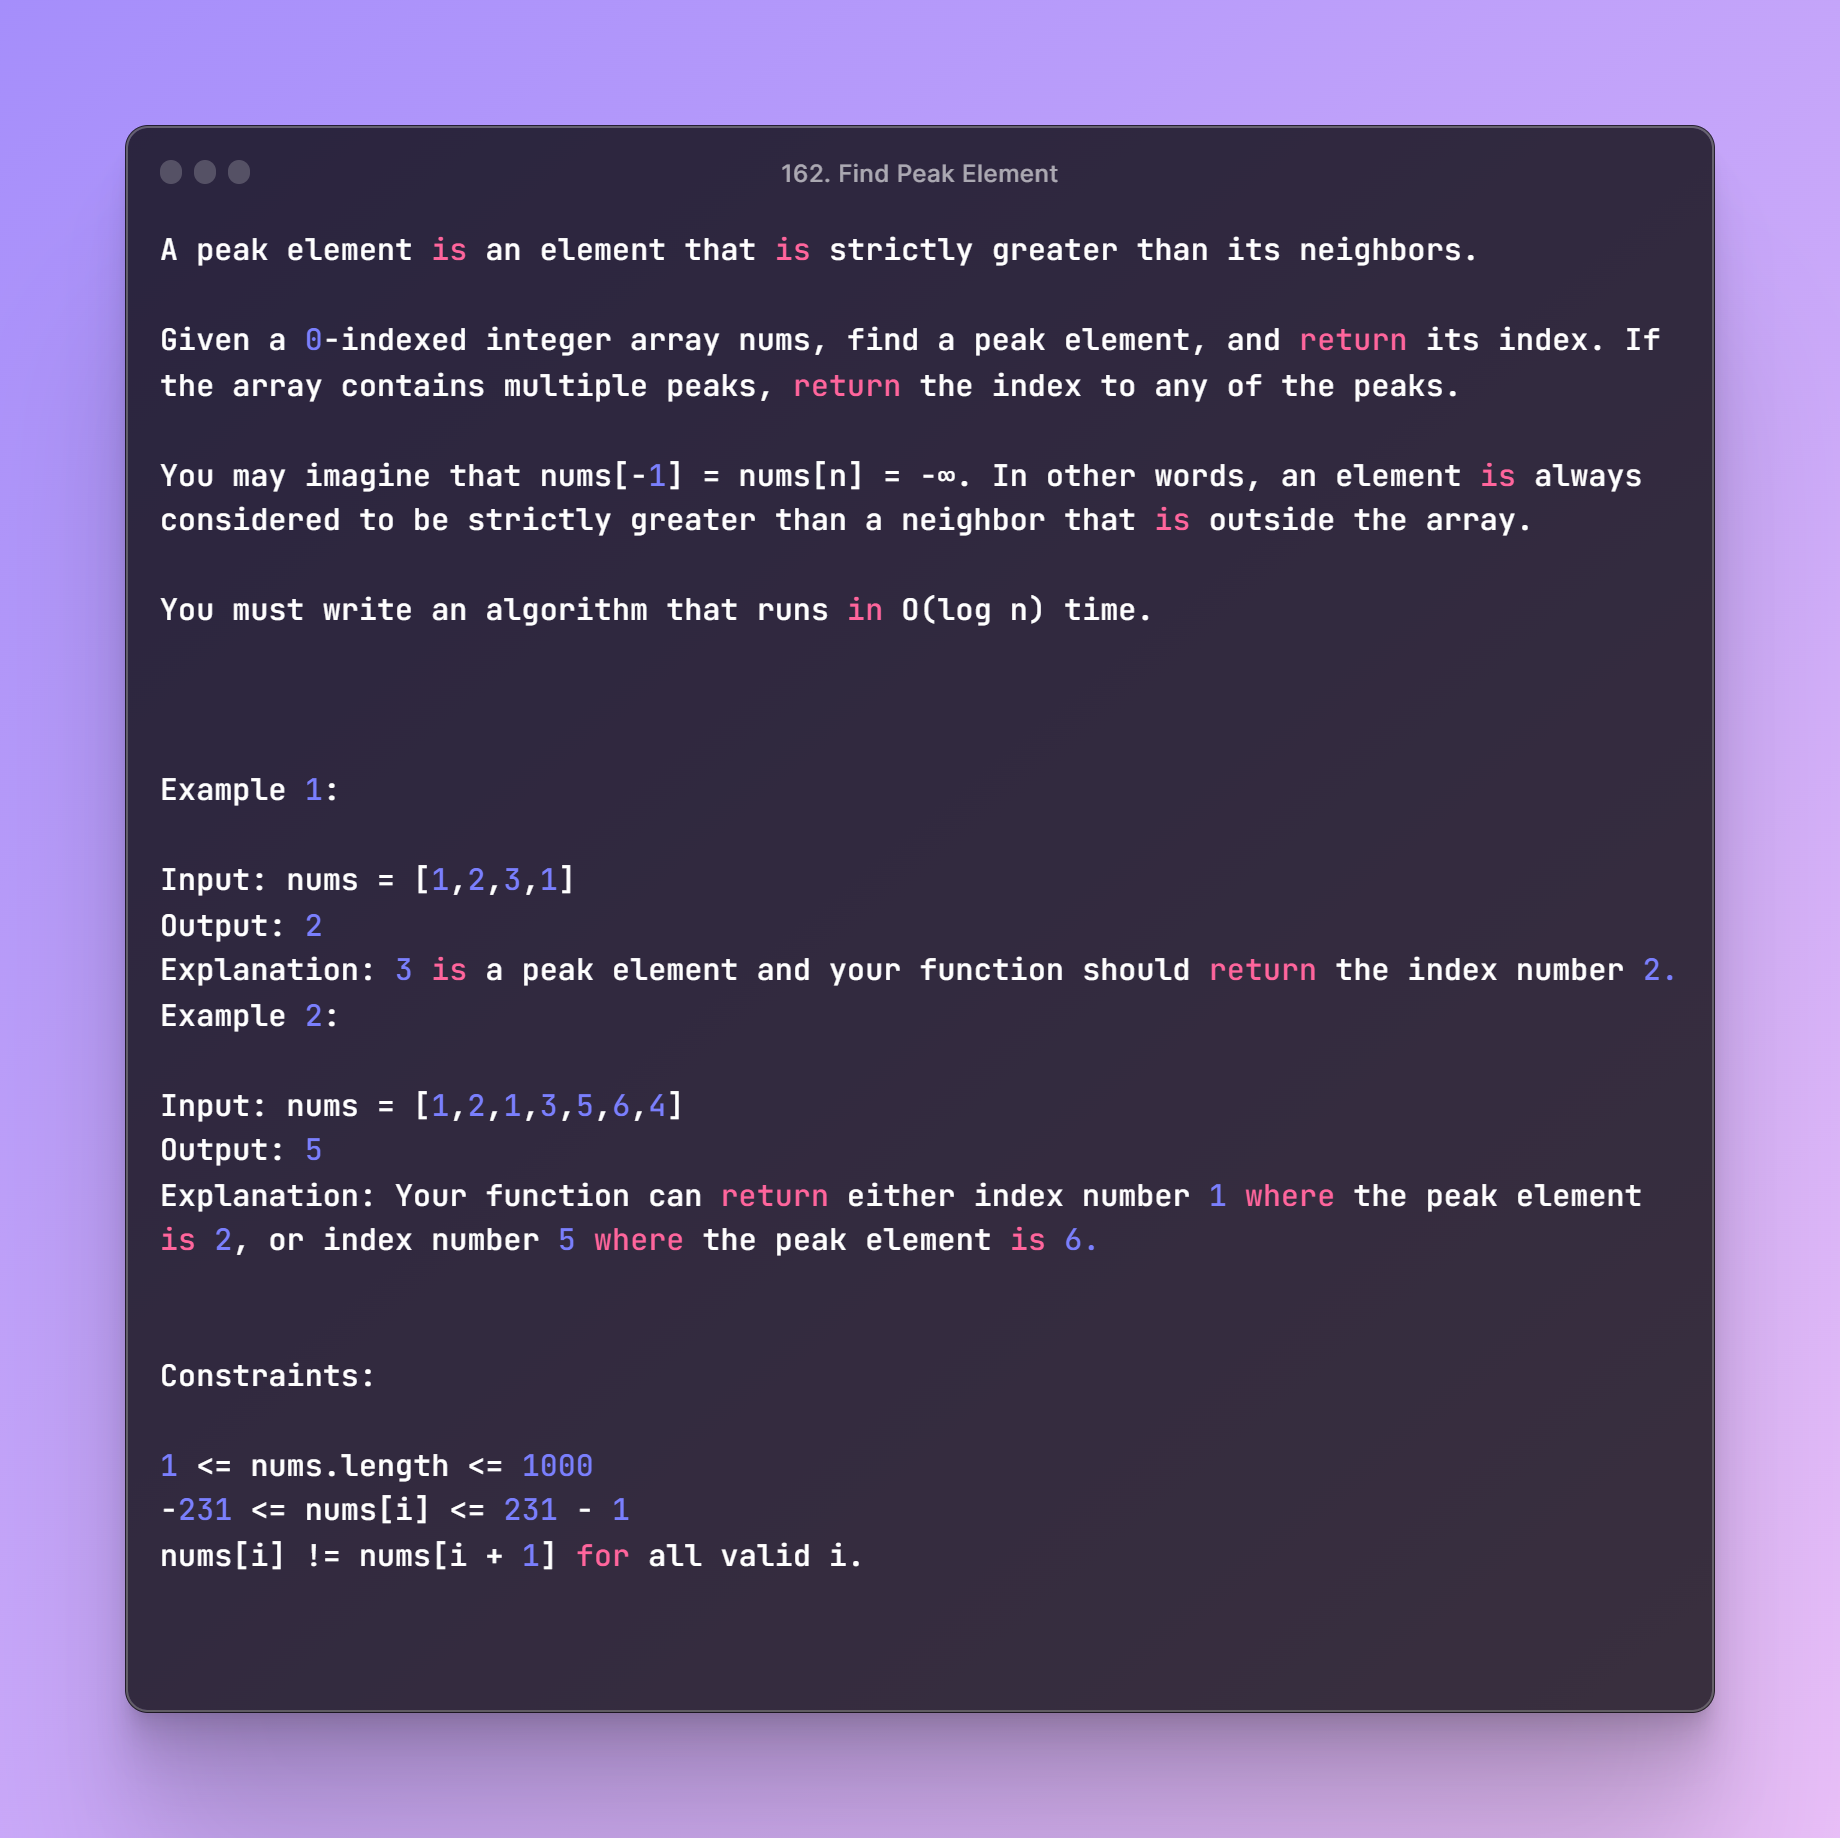 162. Find Peak Element
A peak element is an element that is strictly greater than its neighbors.
Given a 0-indexed integer array nums, find a peak element, and return its index. If
the array contains multiple peaks, return the index to any of the peaks.
You may imagine that nums[-1] = nums[n] = -∞. In other words, an element is always
considered to be strictly greater than a neighbor that is outside the array.
You must write an algorithm that runs in O(log n) time.
Example 1:
Input: nums = [1,2,3,1]
Output: 2
Explanation: 3 is a peak element and your function should return the index number 2.
Example 2:
Input: nums = [1,2,1,3,5,6,4]
Output: 5
Explanation: Your function can return either index number 1 where the peak element
is 2, or index number 5 where the peak element is 6.
Constraints:
1 <= nums.length <= 1000
-231 <= nums[i] <= 231 - 1
nums[i] != nums[i + 1] for all valid i.